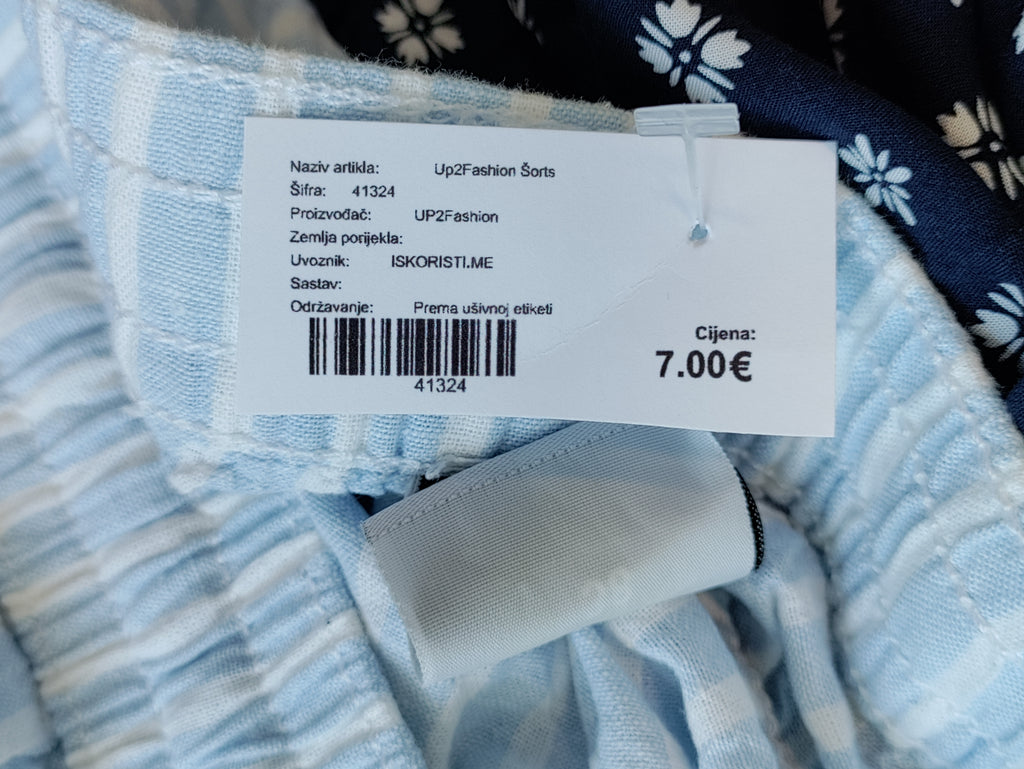 Naziv artikla: Up2Fashion Šorts
Šifra: 41324
Proizvođač: UP2Fashion
Zemlja porijekla:
Uvoznik: ISKORISTI.ME
Sastav:
Održavanje: Prema ušivnoj etiketi
41324
Cijena:
7.00€